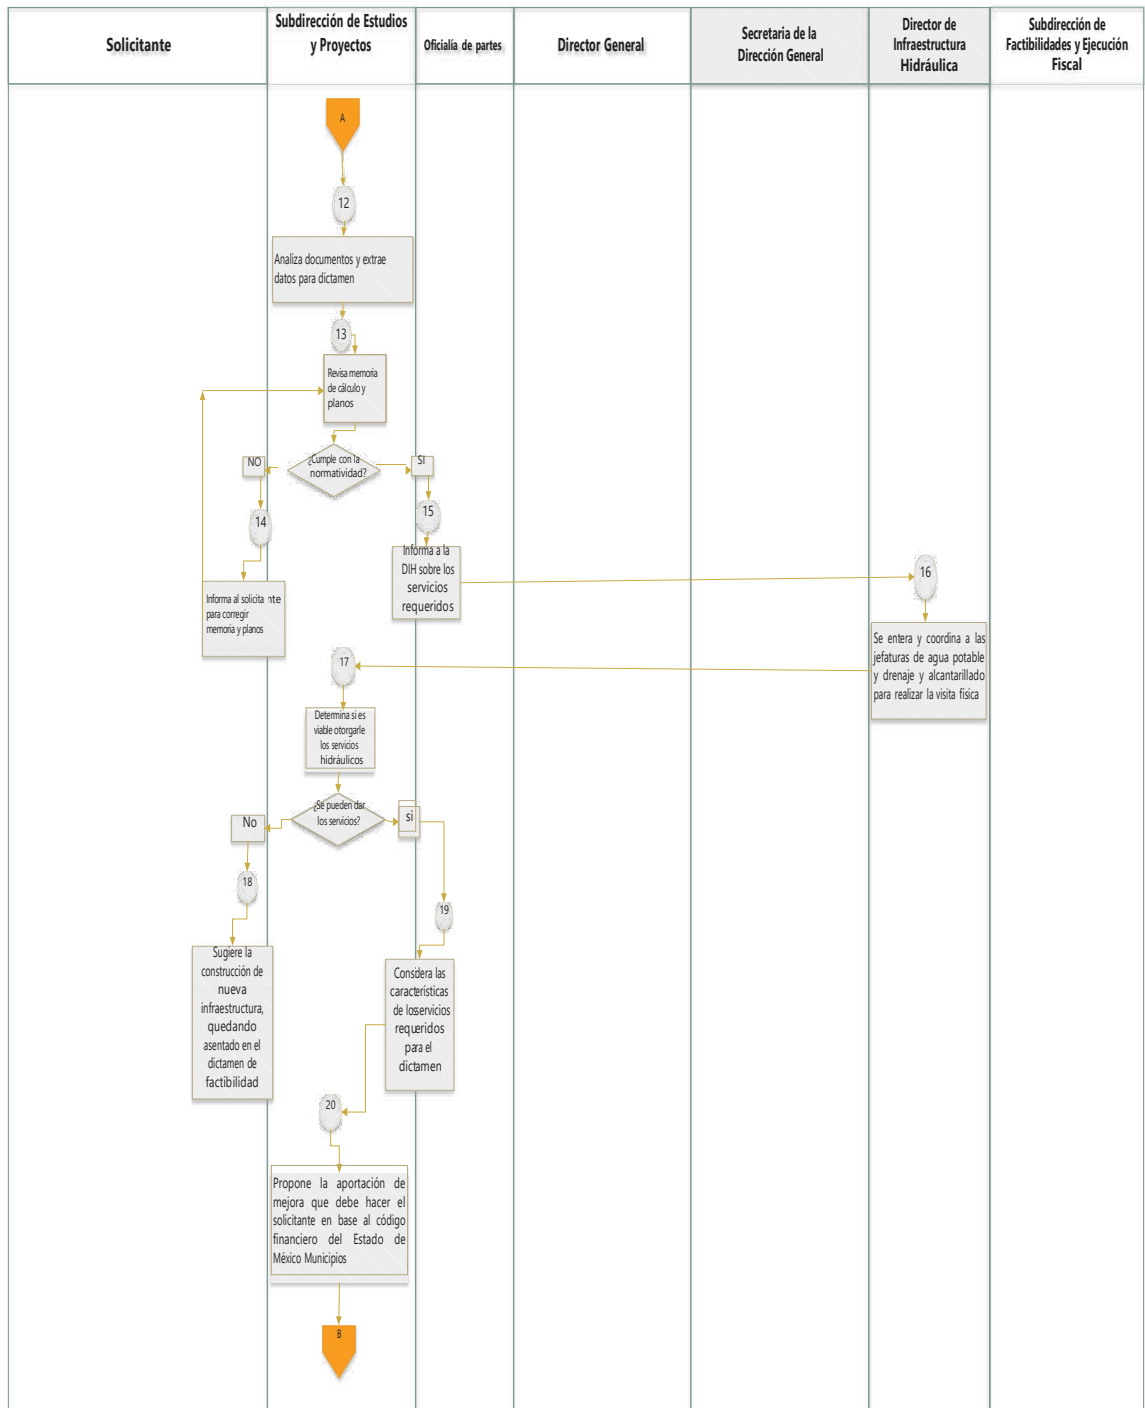 Solicitante
Subdirección de Estudios
y Proyectos
Oficialía de partes
Director General
Secretaria de la
Dirección General
Director de
Infraestructura
Hidráulica
Subdirección de
Factibilidades y Ejecución
Fiscal
A
12
Analiza documentos y extrae
datos para dictamen
13
Revisa memoria
de cálculo y
planos
¿Cumple con la
normatividad?
NO
SI
14
15
Informa al solicita nte
para corregir
memoria y planos
Informa a la
DIH sobre los
servicios
requeridos
16
Se entera y coordina a las
jefaturas de agua potable
y drenaje y alcantarillado
para realizar la visita física
17
Determina si es
viable otorgarle
los servicios
hidráulicos
¿Se pueden dar
los servicios?
No
si
18
19
Sugiere la
construcción de
nueva
infraestructura,
quedando
asentado en el
dictamen de
factibilidad
Considera las
características
de loservicios
requeridos
para el
dictamen
20
Propone la aportación de
mejora que debe hacer el
solicitante en base al código
financiero del Estado de
México Municipios
B